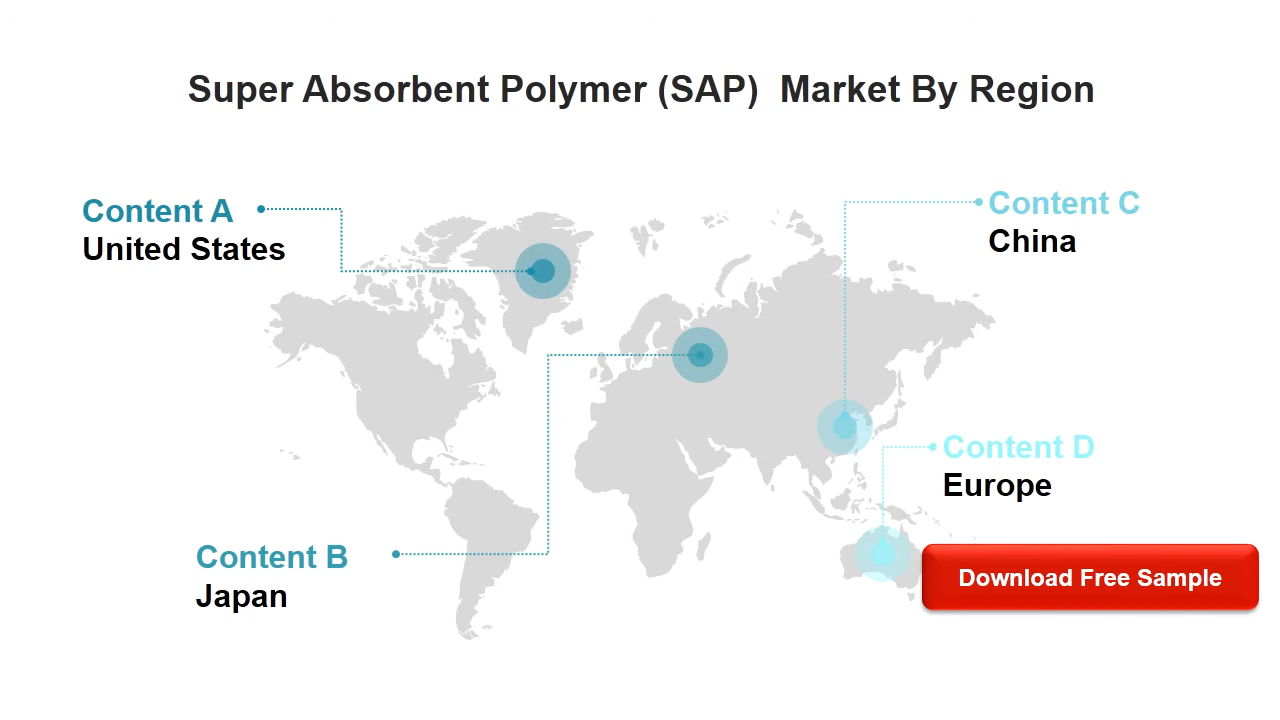 Super Absorbent Polymer (SAP)  Market By Region
Content A
United States
Content C
China
Content D
Europe
Content B
Japan
Download Free Sample